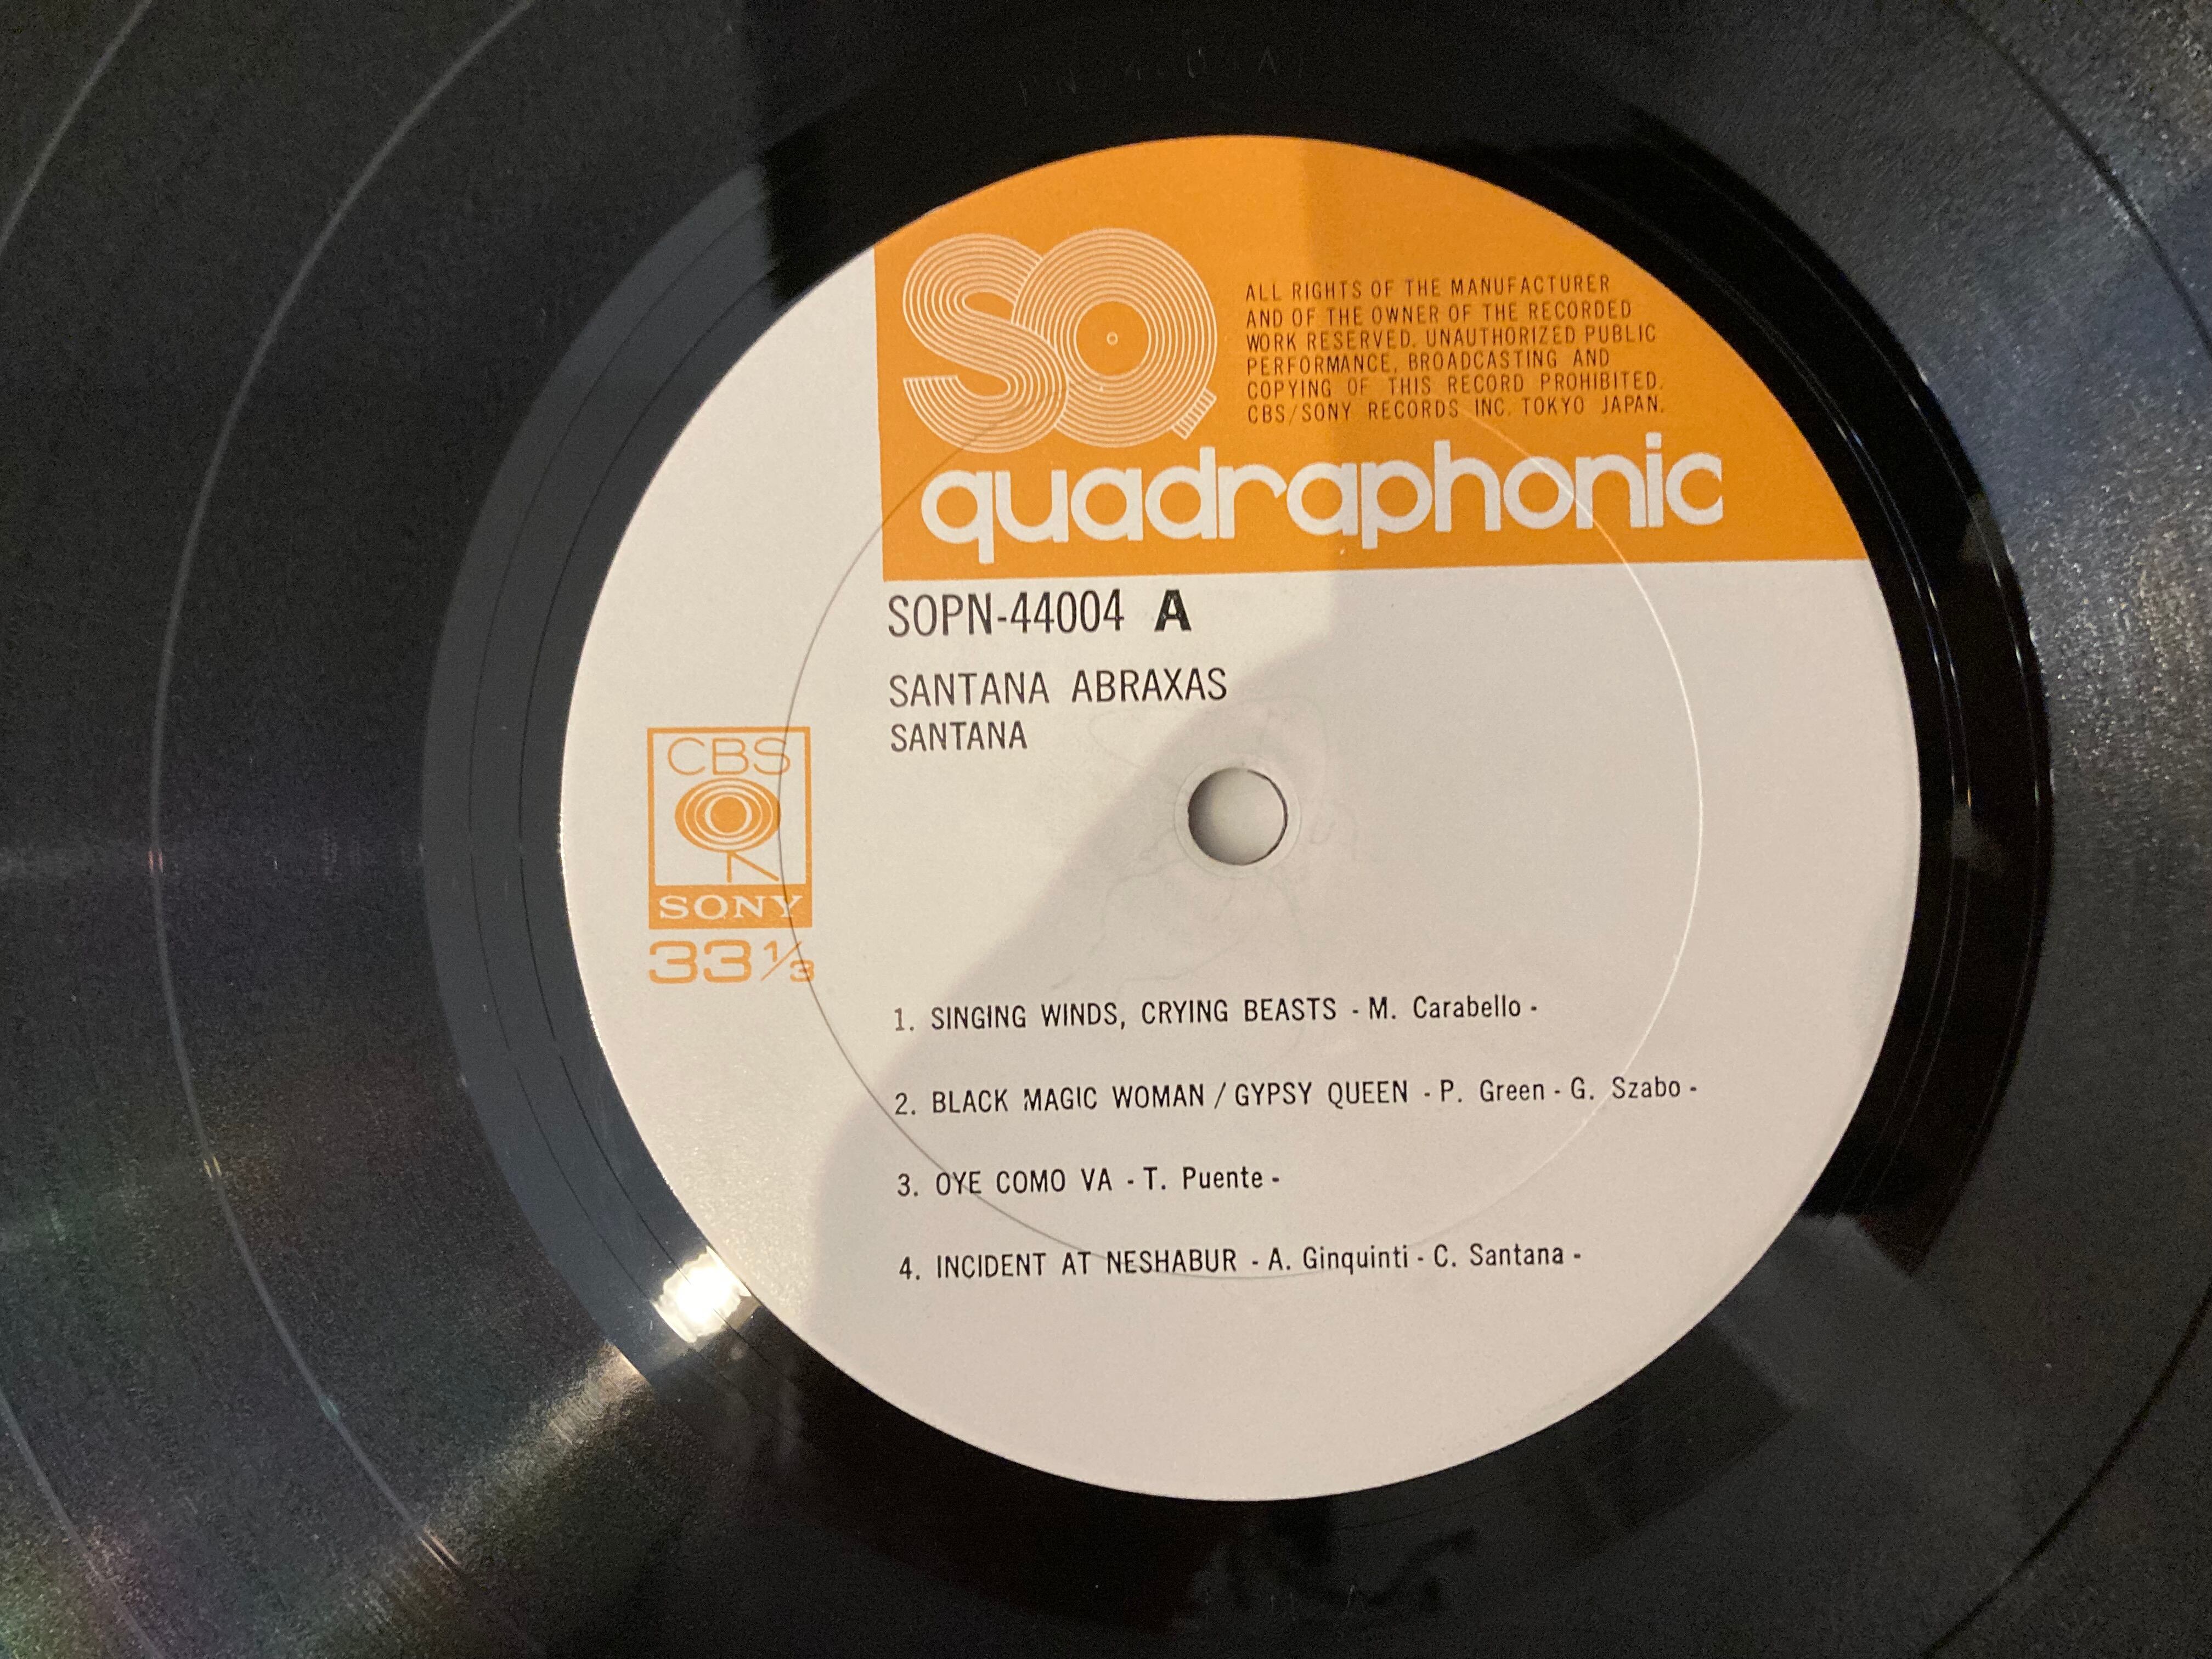 SQ
ALL RIGHTS OF THE MANUFACTURER
AND OF THE OWNER OF THE RECORDED
WORK RESERVED. UNAUTHORIZED PUBLIC
PERFORMANCE, BROADCASTING AND
COPYING OF THIS RECORD PROHIBITED.
CBS/SONY RECORDS INC. TOKYO JAPAN.
quadraphonic
SOPN-44004 A
SANTANA ABRAXAS
SANTANA
CBS
SONY
33⅓
1. SINGING WINDS, CRYING BEASTS - M. Carabello -
2. BLACK MAGIC WOMAN / GYPSY QUEEN - P. Green - G. Szabo -
3. OYE COMO VA - T. Puente -
4. INCIDENT AT NESHABUR - A. Ginquinti - C. Santana -